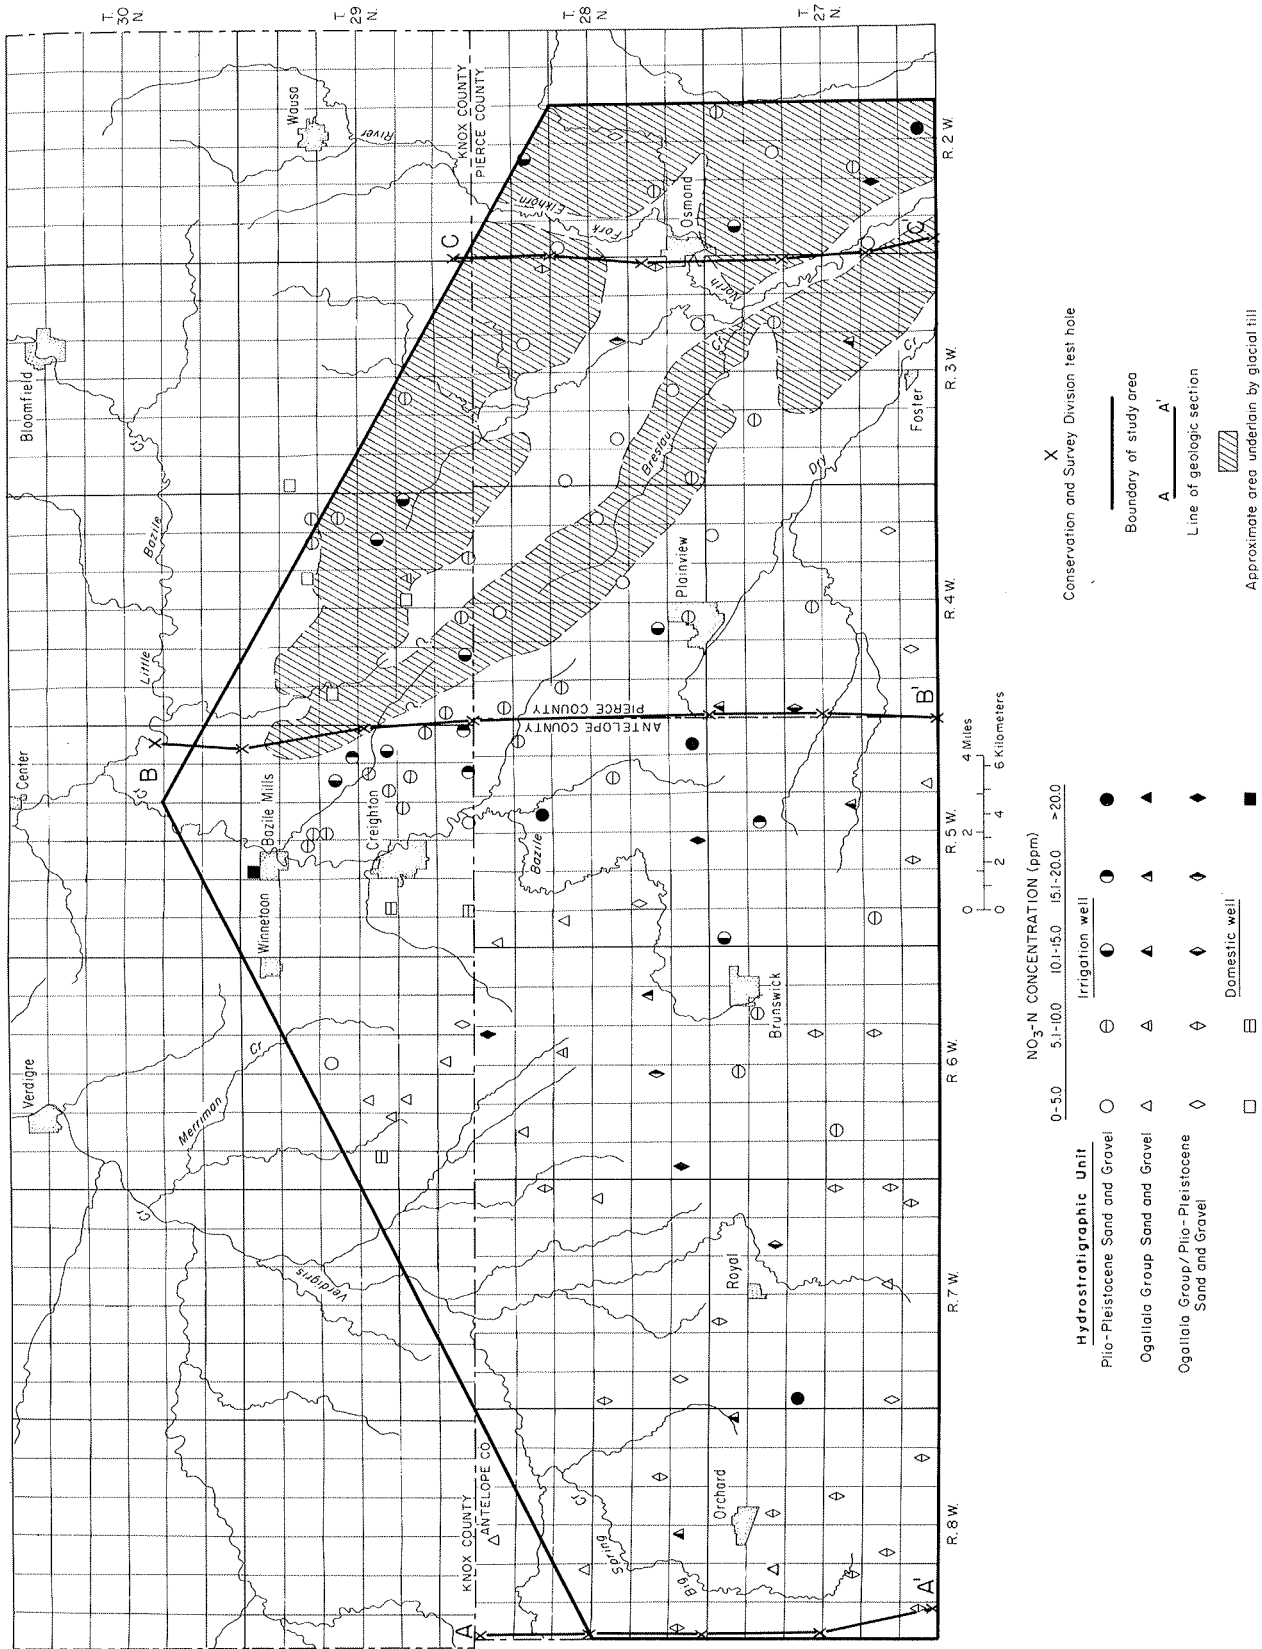 T. 30 N.
T. 29 N.
T. 28 N.
T. 27 N.
R. 2 W.
R. 3 W.
R. 4 W.
R. 5 W.
R. 6 W.
R. 7 W.
R. 8 W.
Center
Bloomfield
Wausa
Verdigre
Winnetoon
Bazile Mills
Creighton
Osmond
Plainview
Foster
Brunswick
Royal
Orchard
Little
Bazile
Cr
Cr
River
Elkhorn
Fork
North
Breslau
Cr
Dry
Cr
Bazile
Merriman
Cr
Verdigris
Cr
Big
Spring
Cr
KNOX COUNTY
PIERCE COUNTY
ANTELOPE COUNTY
PIERCE COUNTY
KNOX COUNTY
ANTELOPE CO.
A
A'
B
B'
C
C'
0 2 4 Miles
0 2 4 6 Kilometers
NO3-N CONCENTRATION (ppm)
0-5.0 5.1-10.0 10.1-15.0 15.1-20.0 >20.0
Hydrostratigraphic Unit
Irrigation well
Plio-Pleistocene Sand and Gravel
Ogallala Group Sand and Gravel
Ogallala Group/Plio-Pleistocene
Sand and Gravel
Domestic well
X
Conservation and Survey Division test hole
Boundary of study area
A A'
Line of geologic section
Approximate area underlain by glacial till